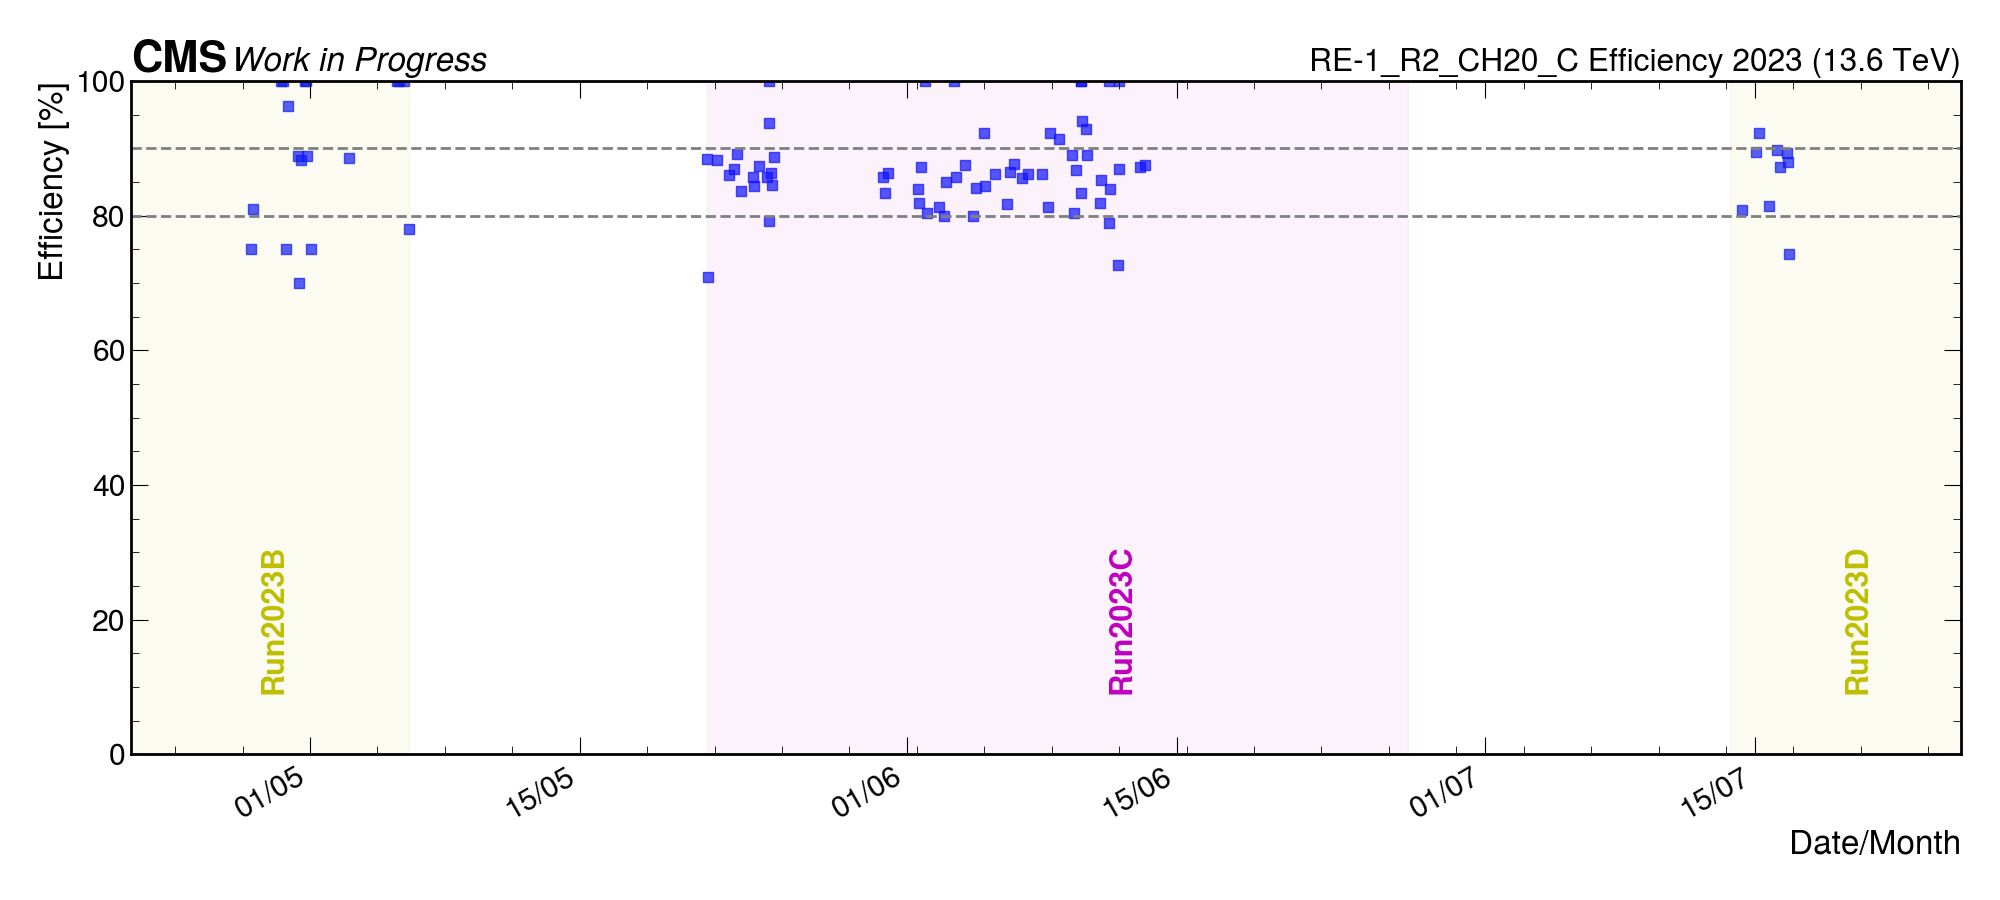 CMS Work in Progress
RE-1_R2_CH20_C Efficiency 2023 (13.6 TeV)
Efficiency [%]
100
80
60
40
20
0
Run2023B
Run2023C
Run2023D
01/05
15/05
01/06
15/06
01/07
15/07
Date/Month